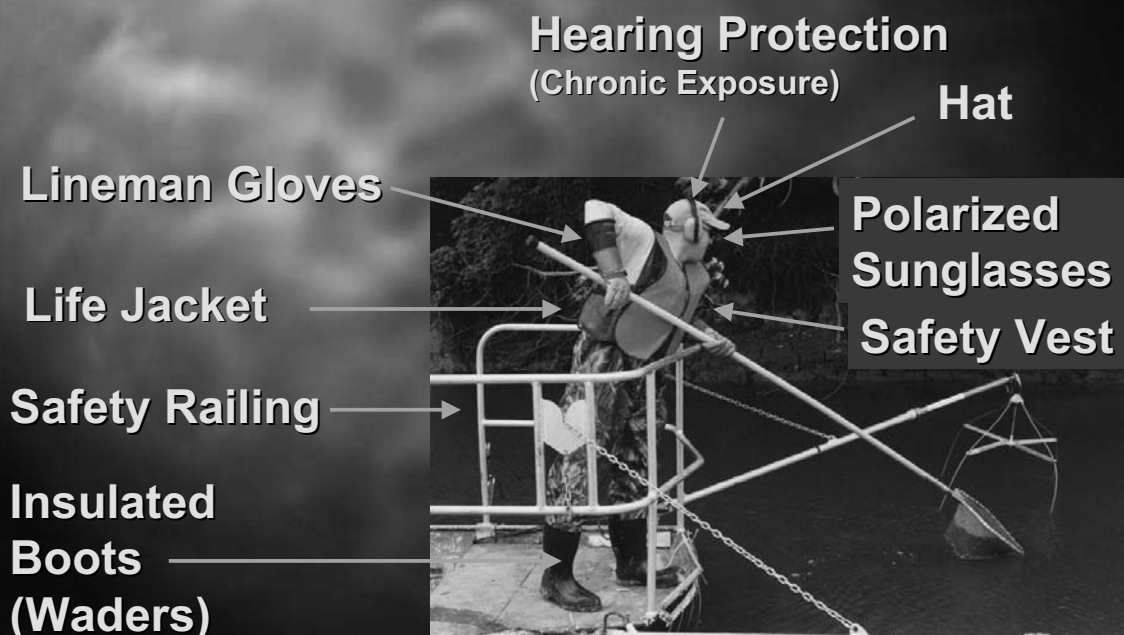 Hearing Protection
(Chronic Exposure)
Hat
Lineman Gloves
Polarized
Sunglasses
Life Jacket
Safety Vest
Safety Railing
Insulated
Boots
(Waders)